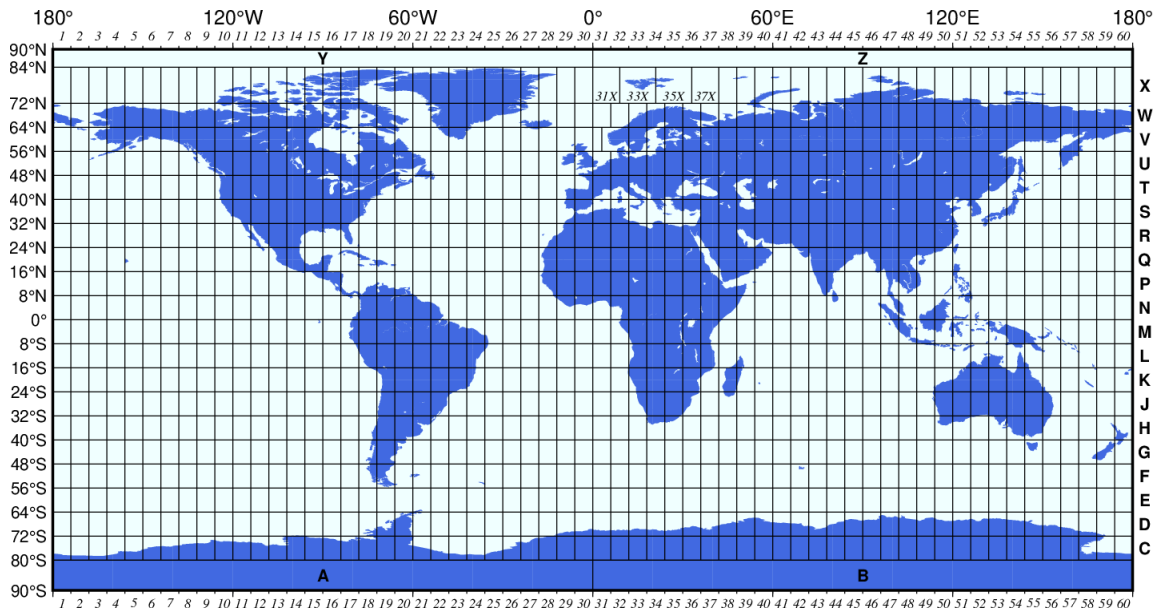 180° 120°W 60°W 0° 60°E 120°E 180°
1 2 3 4 5 6 7 8 9 10 11 12 13 14 15 16 17 18 19 20 21 22 23 24 25 26 27 28 29 30 31 32 33 34 35 36 37 38 39 40 41 42 43 44 45 46 47 48 49 50 51 52 53 54 55 56 57 58 59 60
90°N
Y Z
84°N
X
31X 33X 35X 37X
72°N
W
64°N
V
56°N
U
48°N
T
40°N
S
32°N
R
24°N
Q
16°N
P
8°N
N
0°
M
8°S
L
16°S
K
24°S
J
32°S
H
40°S
G
48°S
F
56°S
E
64°S
D
72°S
C
80°S
A B
90°S
1 2 3 4 5 6 7 8 9 10 11 12 13 14 15 16 17 18 19 20 21 22 23 24 25 26 27 28 29 30 31 32 33 34 35 36 37 38 39 40 41 42 43 44 45 46 47 48 49 50 51 52 53 54 55 56 57 58 59 60